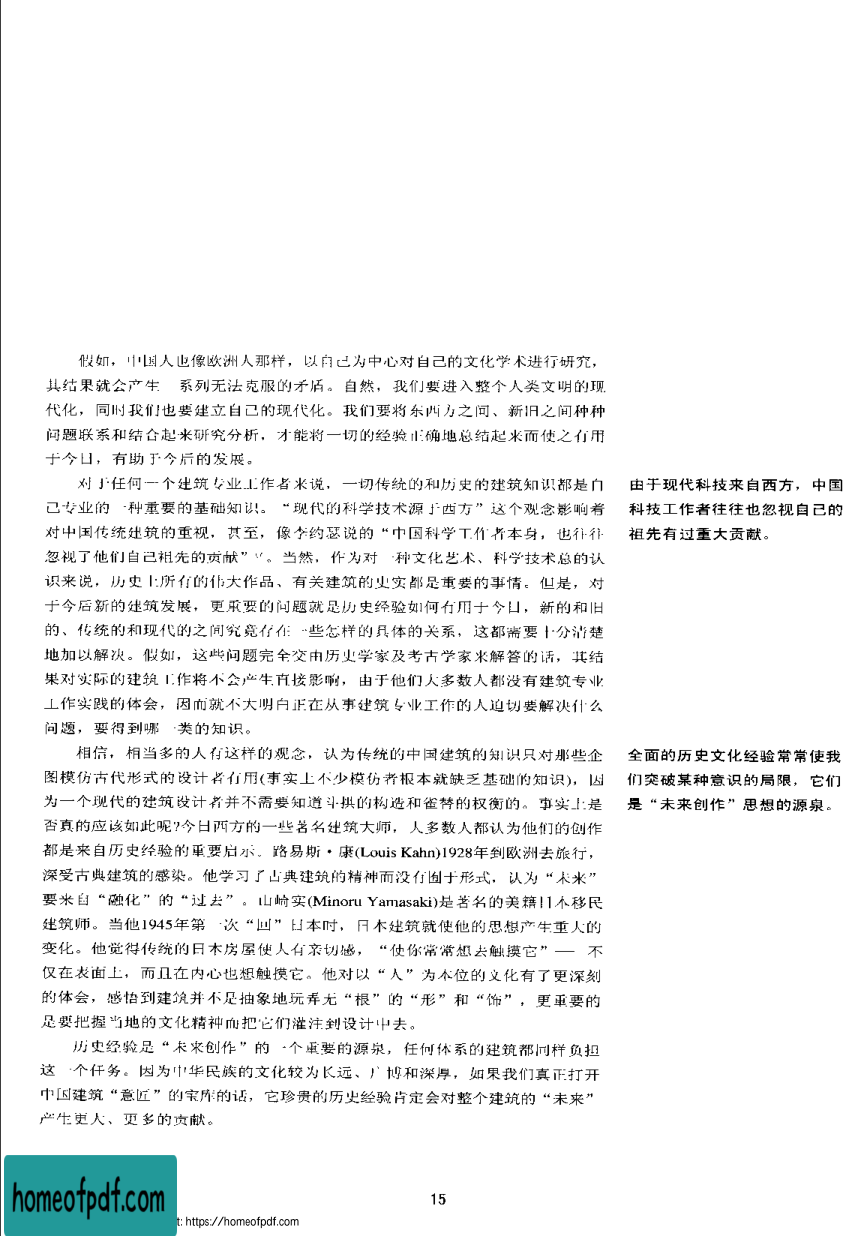 假如，中国人也像欧洲人那样，以自己为中心对自己的文化学术进行研究，
其结果就会产生一系列无法克服的矛盾。自然，我们要进入整个人类文明的现
代化，同时我们也要建立自己的现代化。我们要将东西方之间、新旧之间种种
问题联系和结合起来研究分析，才能将一切的经验正确地总结起来而使之有用
于今日，有助于今后的发展。
对于任何一个建筑专业工作者来说，一切传统的和历史的建筑知识都是自
己专业的一种重要的基础知识。“现代的科学技术源于西方”这个观念影响着
对中国传统建筑的重视，甚至，像李约瑟说的“中国科学工作者本身，也往往
忽视了他们自己祖先的贡献”。当然，作为对一种文化艺术、科学技术总的认
识来说，历史上所有的伟大作品、有关建筑的史实都是重要的事情。但是，对
于今后新的建筑发展，更重要的问题就是历史经验如何有用于今日，新的和旧
的、传统的和现代的之间究竟存在一些怎样的具体的关系，这都需要十分清楚
地加以解决。假如，这些问题完全交由历史学家及考古学家来解答的话，其结
果对实际的建筑工作将不会产生直接影响，由于他们大多数人都没有建筑专业
工作实践的体会，因而就不大明白正在从事建筑专业工作的人迫切要解决什么
问题，要得到哪一类的知识。
由于现代科技来自西方，中国
科技工作者往往也忽视自己的
祖先有过重大贡献。
相信，相当多的人有这样的观念，认为传统的中国建筑的知识只对那些企
图模仿古代形式的设计者有用(事实上不少模仿者根本就缺乏基础的知识)，因
为一个现代的建筑设计者并不需要知道斗拱的构造和雀替的权衡的。事实上是
否真的应该如此呢?今日西方的一些著名建筑大师，大多数人都认为他们的创作
都是来自历史经验的重要启示。路易斯·康(Louis Kahn)1928年到欧洲去旅行，
深受古典建筑的感染。他学习了古典建筑的精神而没有囿于形式，认为“未来”
要来自“融化”的“过去”。山崎实(Minoru Yamasaki)是著名的美籍日本移民
建筑师。当他1945年第一次“回”日本时，日本建筑就使他的思想产生重大的
变化。他觉得传统的日本房屋使人有亲切感，“使你常常想去触摸它”── 不
仅在表面上，而且在内心也想触摸它。他对以“人”为本位的文化有了更深刻
的体会，感悟到建筑并不是抽象地玩弄无“根”的“形”和“饰”，更重要的
是要把握当地的文化精神而把它们灌注到设计中去。
全面的历史文化经验常常使我
们突破某种意识的局限，它们
是“未来创作”思想的源泉。
历史经验是“未来创作”的一个重要的源泉，任何体系的建筑都同样负担
这一个任务。因为中华民族的文化较为长远、广博和深厚，如果我们真正打开
中国建筑“意匠”的宝库的话，它珍贵的历史经验肯定会对整个建筑的“未来”
产生更大、更多的贡献。
15
homeofpdf.com
t: https://homeofpdf.com